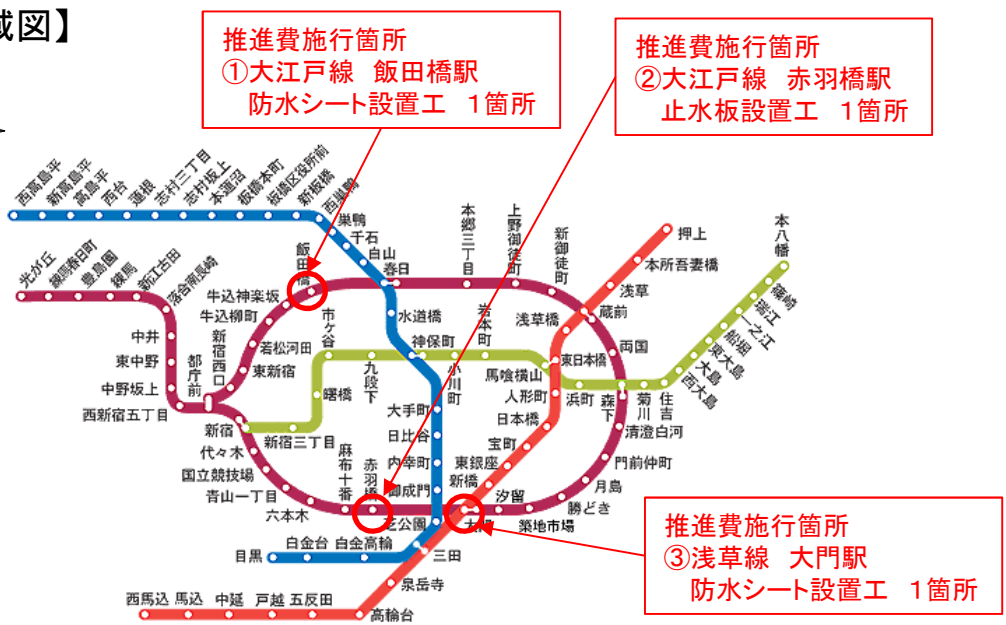 域図】
推進費施行箇所
①大江戸線 飯田橋駅
防水シート設置工 1箇所
推進費施行箇所
②大江戸線 赤羽橋駅
止水板設置工 1箇所
西高島平
新高島平
高島平
西台
蓮根
志村三丁目
志村坂上
本蓮沼
板橋本町
板橋区役所前
新板橋
西巣鴨
巣鴨
千石
白山
春日
水道橋
神保町
大手町
日比谷
内幸町
御成門
芝公園
三田
白金高輪
白金台
目黒
光が丘
練馬春日町
豊島園
練馬
新江古田
落合南長崎
中井
東中野
中野坂上
西新宿五丁目
都庁前
新宿西口
東新宿
若松河田
牛込柳町
牛込神楽坂
飯田橋
本郷三丁目
上野御徒町
新御徒町
蔵前
両国
森下
清澄白河
門前仲町
月島
勝どき
築地市場
汐留
大門
赤羽橋
麻布十番
六本木
青山一丁目
国立競技場
代々木
新宿
新宿三丁目
曙橋
市ヶ谷
九段下
小川町
岩本町
馬喰横山
浜町
菊川
住吉
西大島
大島
東大島
船堀
一之江
瑞江
篠崎
本八幡
押上
本所吾妻橋
浅草
浅草橋
東日本橋
人形町
日本橋
宝町
東銀座
新橋
泉岳寺
高輪台
五反田
戸越
中延
馬込
西馬込
推進費施行箇所
③浅草線 大門駅
防水シート設置工 1箇所